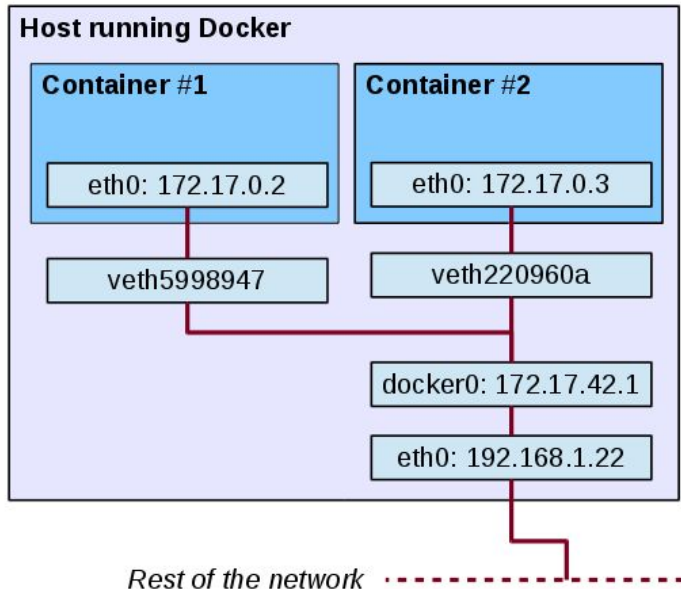 Host running Docker
Container #1
Container #2
eth0: 172.17.0.2
eth0: 172.17.0.3
veth5998947
veth220960a
docker0: 172.17.42.1
eth0: 192.168.1.22
Rest of the network